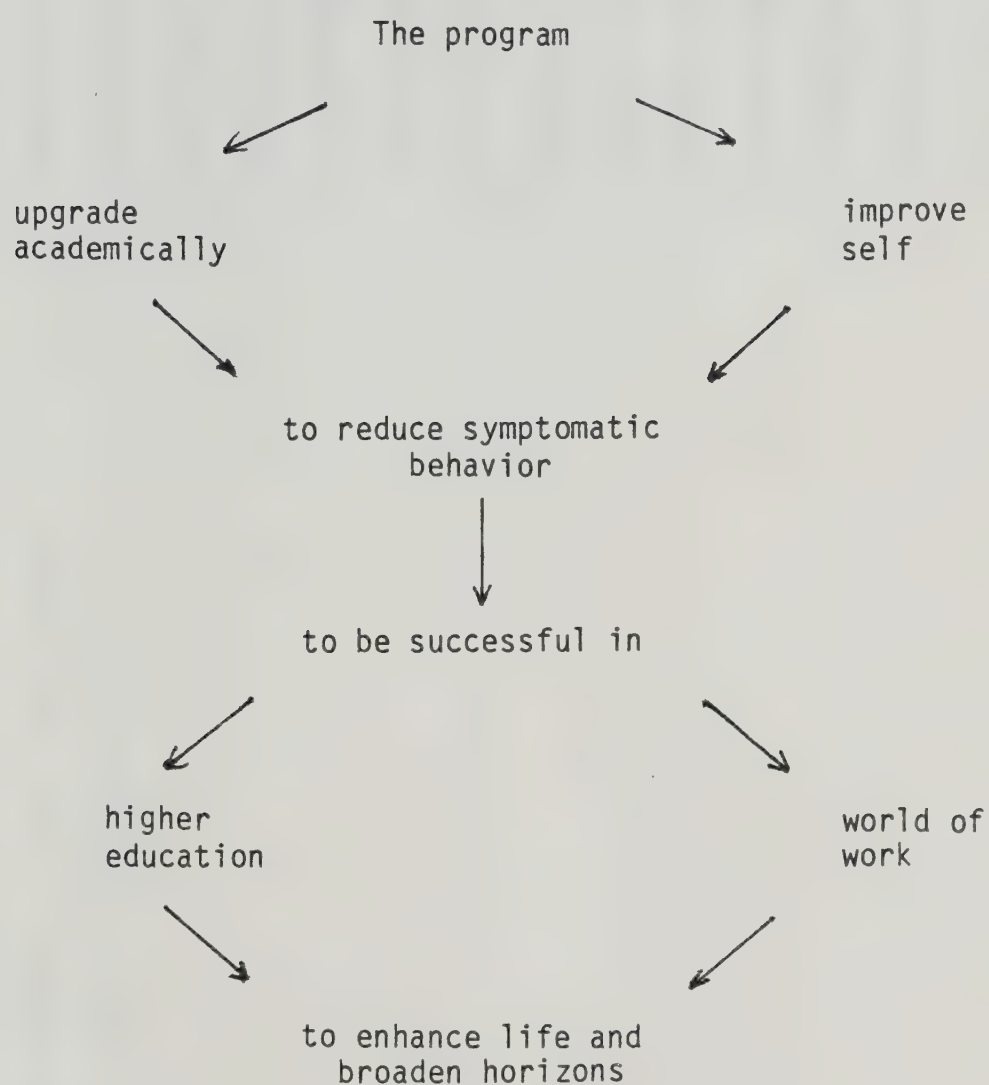 The program
upgrade
academically
improve
self
to reduce symptomatic
behavior
to be successful in
higher
education
world of
work
to enhance life and
broaden horizons